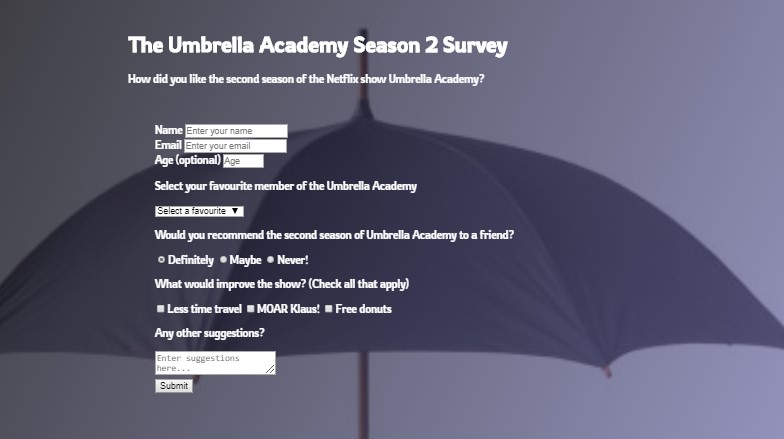 The Umbrella Academy Season 2 Survey
How did you like the second season of the Netflix show Umbrella Academy?
Name Enter your name
Email Enter your email
Age (optional) Age
Select your favourite member of the Umbrella Academy
Select a favourite ▼
Would you recommend the second season of Umbrella Academy to a friend?
Definitely Maybe Never!
What would improve the show? (Check all that apply)
Less time travel MOAR Klaus! Free donuts
Any other suggestions?
Enter suggestions
here...
Submit